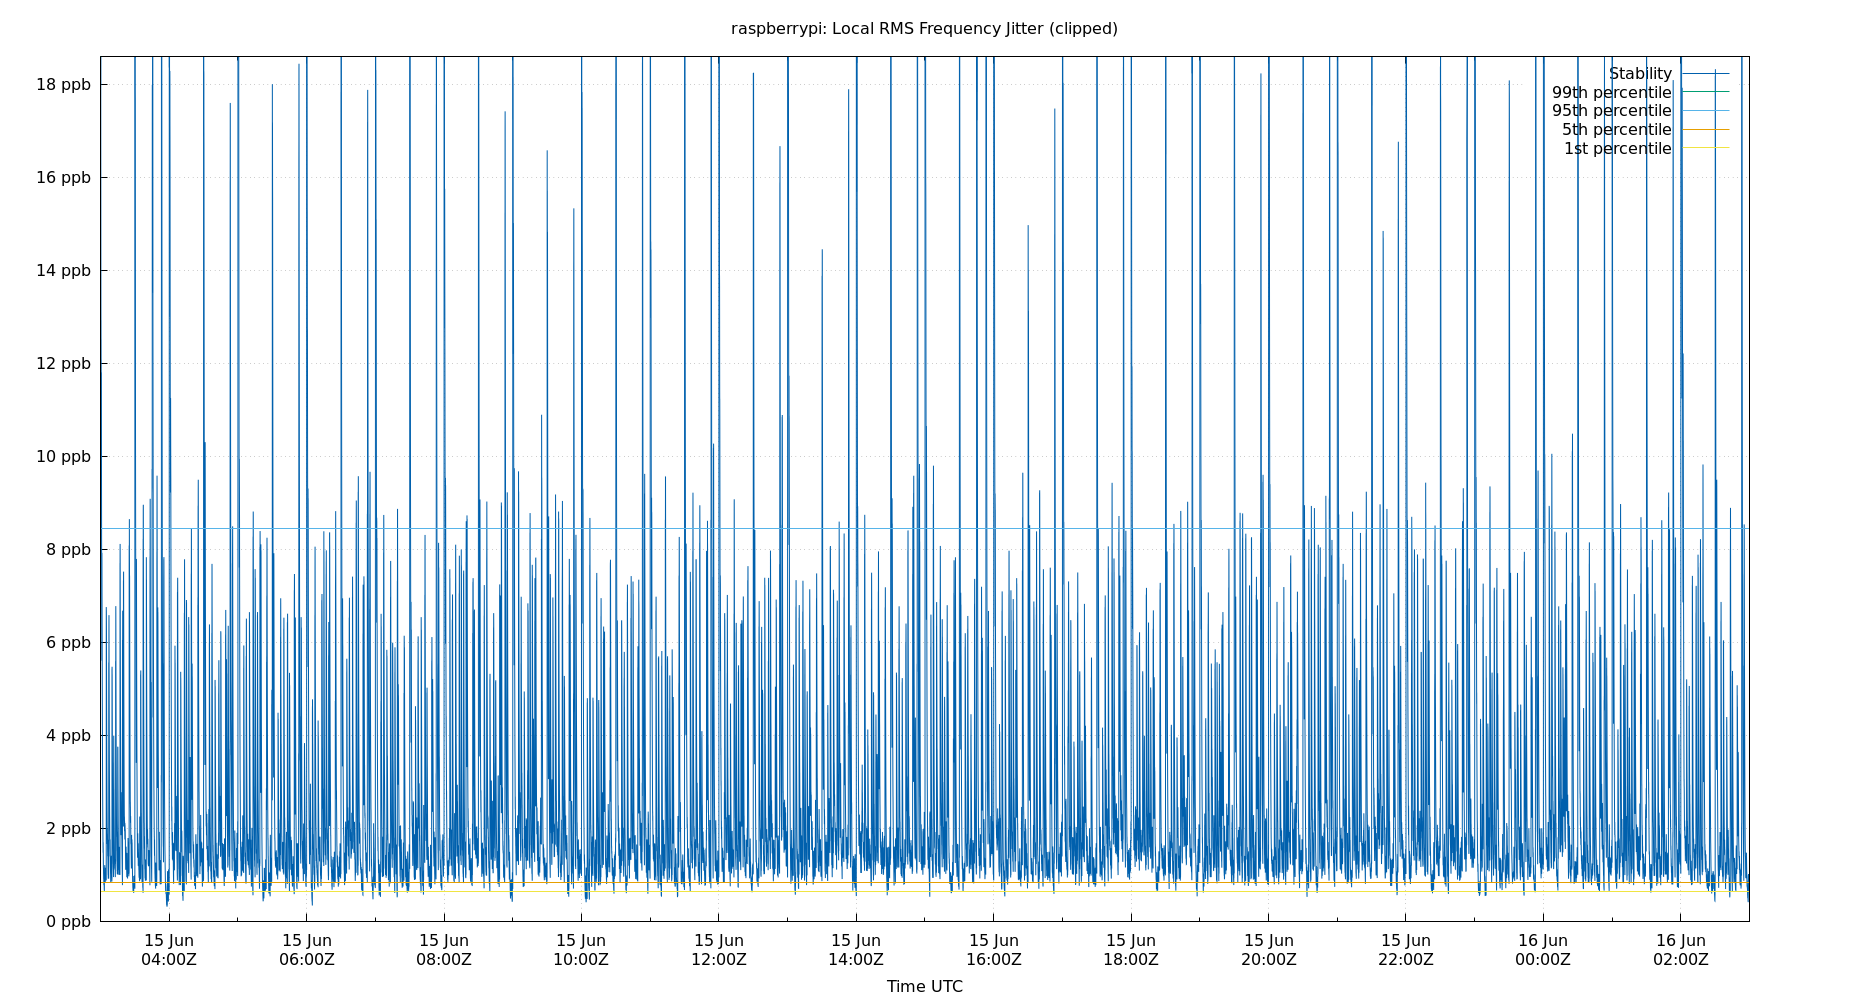 raspberrypi: Local RMS Frequency Jitter (clipped)
Stability
99th percentile
95th percentile
5th percentile
1st percentile
18 ppb
16 ppb
14 ppb
12 ppb
10 ppb
8 ppb
6 ppb
4 ppb
2 ppb
0 ppb
15 Jun 15 Jun 15 Jun 15 Jun 15 Jun 15 Jun 15 Jun 15 Jun 15 Jun 15 Jun 16 Jun 16 Jun
04:00Z 06:00Z 08:00Z 10:00Z 12:00Z 14:00Z 16:00Z 18:00Z 20:00Z 22:00Z 00:00Z 02:00Z
Time UTC